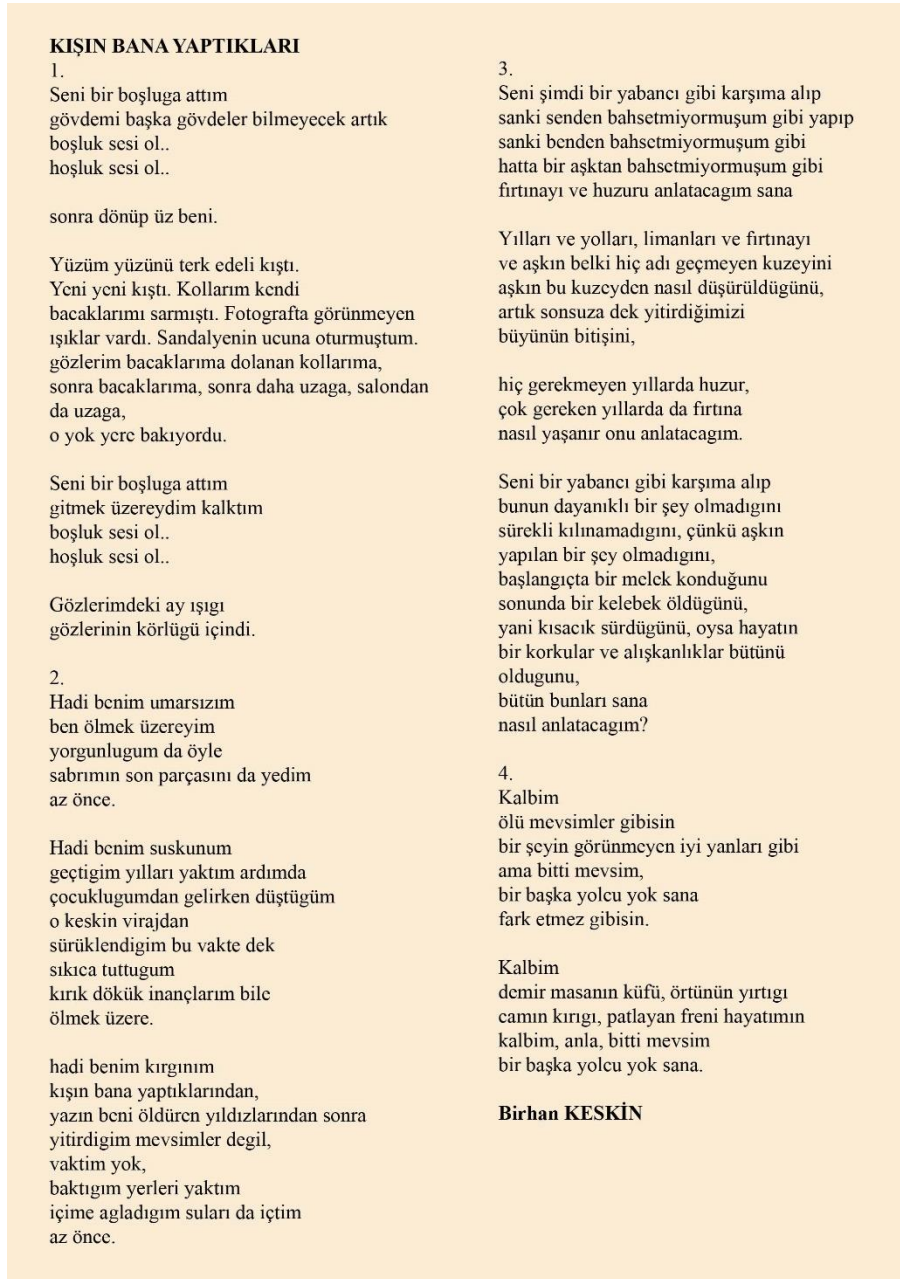 KIŞIN BANA YAPTIKLARI
1.
Seni bir boşluga attım
gövdemi başka gövdeler bilmeyecek artık
boşluk sesi ol..
hoşluk sesi ol..
sonra dönüp üz beni.
Yüzüm yüzünü terk edeli kıştı.
Yeni yeni kıştı. Kollarım kendi
bacaklarımı sarmıştı. Fotografta görünmeyen
ışıklar vardı. Sandalyenin ucuna oturmuştum.
gözlerim bacaklarıma dolanan kollarıma,
sonra bacaklarıma, sonra daha uzaga, salondan
da uzaga,
o yok yere bakıyordu.
Seni bir boşluga attım
gitmek üzereydim kalktım
boşluk sesi ol..
hoşluk sesi ol..
Gözlerimdeki ay ışıgı
gözlerinin körlügü içindi.
2.
Hadi benim umarsızım
ben ölmek üzereyim
yorgunlugum da öyle
sabrımın son parçasını da yedim
az önce.
Hadi benim suskunum
geçtigim yılları yaktım ardımda
çocuklugumdan gelirken düştügüm
o keskin virajdan
sürüklendigim bu vakte dek
sıkıca tuttugum
kırık dökük inançlarım bile
ölmek üzere.
hadi benim kırgınım
kışın bana yaptıklarından,
yazın beni öldüren yıldızlarından sonra
yitirdigim mevsimler degil,
vaktim yok,
baktıgım yerleri yaktım
içime agladıgım suları da içtim
az önce.
3.
Seni şimdi bir yabancı gibi karşıma alıp
sanki senden bahsetmiyormuşum gibi yapıp
sanki benden bahsetmiyormuşum gibi
hatta bir aşktan bahsetmiyormuşum gibi
fırtınayı ve huzuru anlatacagım sana
Yılları ve yolları, limanları ve fırtınayı
ve aşkın belki hiç adı geçmeyen kuzeyini
aşkın bu kuzeyden nasıl düşürüldügünü,
artık sonsuza dek yitirdiğimizi
büyünün bitişini,
hiç gerekmeyen yıllarda huzur,
çok gereken yıllarda da fırtına
nasıl yaşanır onu anlatacagım.
Seni bir yabancı gibi karşıma alıp
bunun dayanıklı bir şey olmadıgını
sürekli kılınamadıgını, çünkü aşkın
yapılan bir şey olmadıgını,
başlangıçta bir melek konduğunu
sonunda bir kelebek öldügünü,
yani kısacık sürdügünü, oysa hayatın
bir korkular ve alışkanlıklar bütünü
oldugunu,
bütün bunları sana
nasıl anlatacagım?
4.
Kalbim
ölü mevsimler gibisin
bir şeyin görünmeyen iyi yanları gibi
ama bitti mevsim,
bir başka yolcu yok sana
fark etmez gibisin.
Kalbim
demir masanın küfü, örtünün yırtıgı
camın kırıgı, patlayan freni hayatımın
kalbim, anla, bitti mevsim
bir başka yolcu yok sana.
Birhan KESKİN